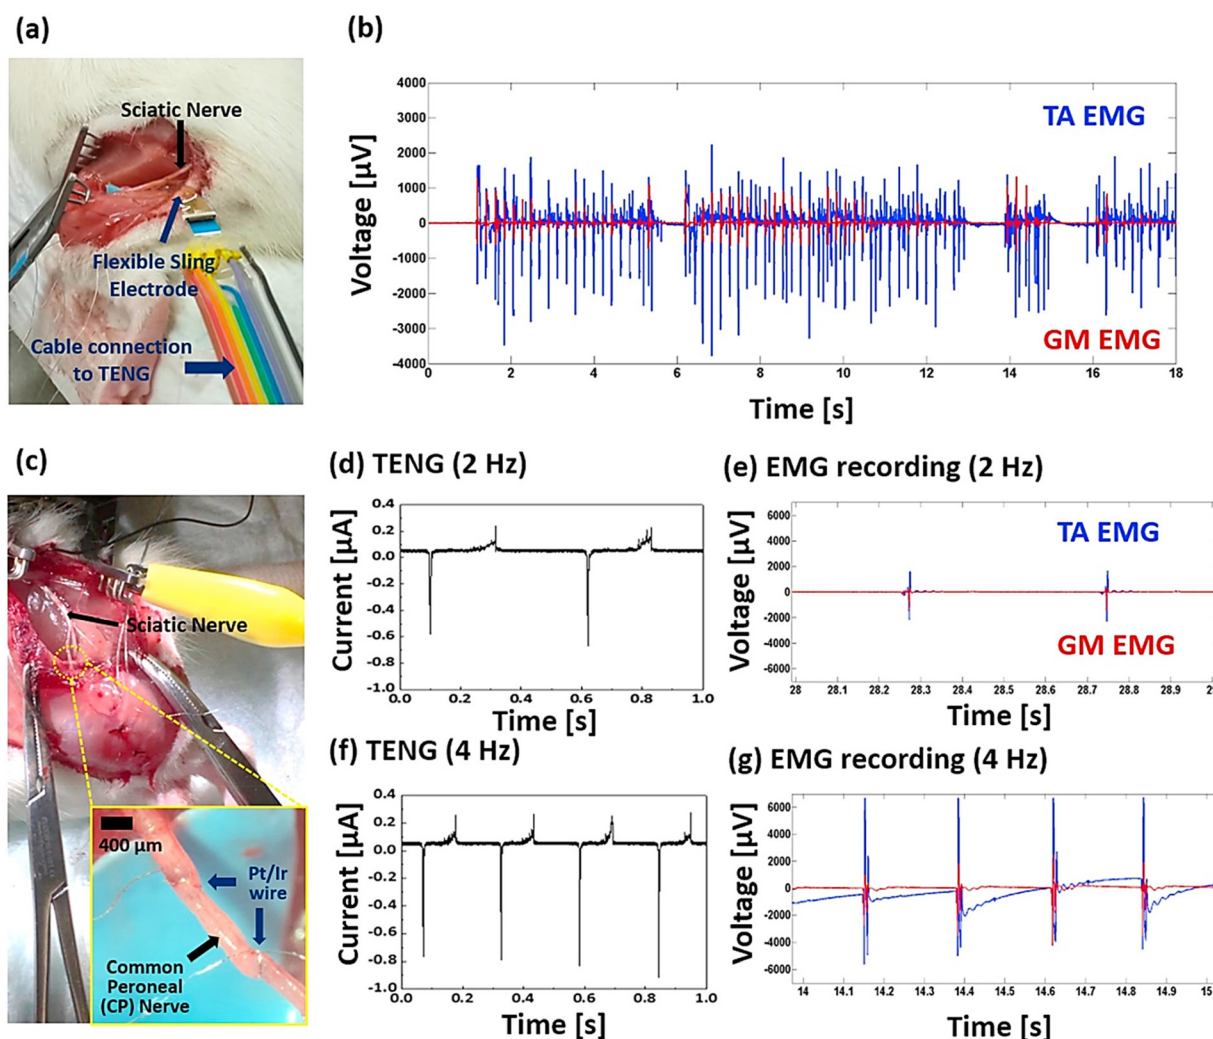 (a)
Sciatic Nerve
Flexible Sling
Electrode
Cable connection
to TENG
(b)
Voltage [µV]
4000
3000
2000
1000
0
-1000
-2000
-3000
-4000
TA EMG
GM EMG
0 2 4 6 8 10 12 14 16 18
Time [s]
(c)
Sciatic Nerve
400 µm
Pt/Ir
wire
Common
Peroneal
(CP) Nerve
(d) TENG (2 Hz)
Current [µA]
0.4
0.2
0.0
-0.2
-0.4
-0.6
-0.8
-1.0
0.0 0.2 0.4 0.6 0.8 1.0
Time [s]
(e) EMG recording (2 Hz)
Voltage [µV]
6000
4000
2000
0
-2000
-4000
-6000
TA EMG
GM EMG
28 28.1 28.2 28.3 28.4 28.5 28.6 28.7 28.8 28.9 2
Time [s]
(f) TENG (4 Hz)
Current [µA]
0.4
0.2
0.0
-0.2
-0.4
-0.6
-0.8
-1.0
0.0 0.2 0.4 0.6 0.8 1.0
Time [s]
(g) EMG recording (4 Hz)
Voltage [µV]
6000
4000
2000
0
-2000
-4000
-6000
14 14.1 14.2 14.3 14.4 14.5 14.6 14.7 14.8 14.9 15
Time [s]